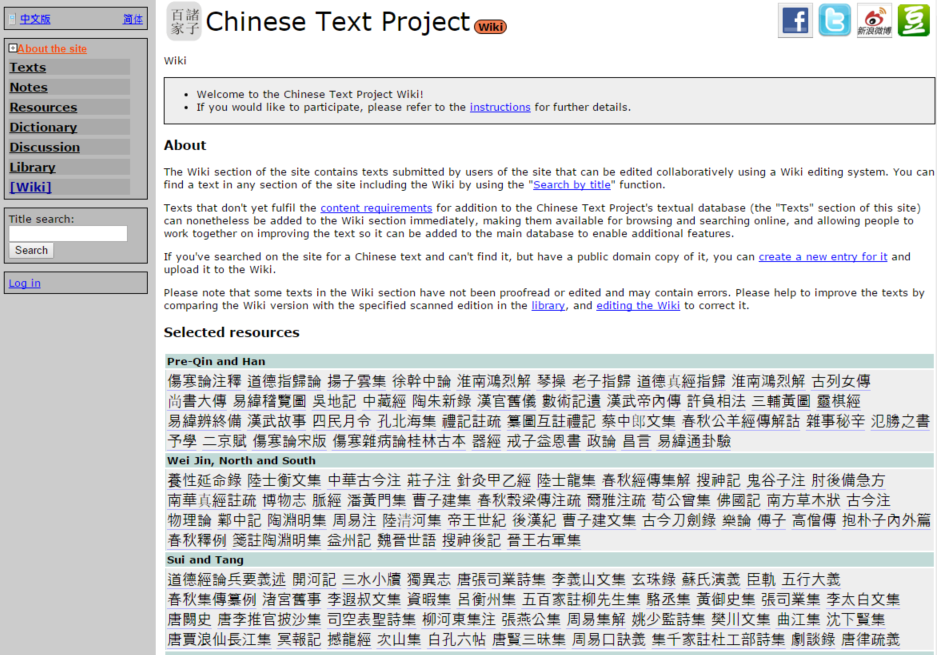 中文版 简体
About the site
Texts
Notes
Resources
Dictionary
Discussion
Library
[Wiki]
Title search:
Search
Log in
諸子百家
Chinese Text Project Wiki
新浪微博
豆
Wiki
Welcome to the Chinese Text Project Wiki!
If you would like to participate, please refer to the instructions for further details.
About
The Wiki section of the site contains texts submitted by users of the site that can be edited collaboratively using a Wiki editing system. You can
find a text in any section of the site including the Wiki by using the "Search by title" function.
Texts that don't yet fulfil the content requirements for addition to the Chinese Text Project's textual database (the "Texts" section of this site)
can nonetheless be added to the Wiki section immediately, making them available for browsing and searching online, and allowing people to
work together on improving the text so it can be added to the main database to enable additional features.
If you've searched on the site for a Chinese text and can't find it, but have a public domain copy of it, you can create a new entry for it and
upload it to the Wiki.
Please note that some texts in the Wiki section have not been proofread or edited and may contain errors. Please help to improve the texts by
comparing the Wiki version with the specified scanned edition in the library, and editing the Wiki to correct it.
Selected resources
Pre-Qin and Han
傷寒論注釋 道德指歸論 揚子雲集 徐幹中論 淮南鴻烈解 琴操 老子指歸 道德真經指歸 淮南鴻烈解 古列女傳
尚書大傳 易緯稽覽圖 吳地記 中藏經 陶朱新錄 漢官舊儀 數術記遺 漢武帝內傳 許負相法 三輔黃圖 靈棋經
易緯辨終備 漢武故事 四民月令 孔北海集 禮記註疏 纂圖互註禮記 蔡中郎文集 春秋公羊經傳解詁 雜事秘辛 氾勝之書
予學 二京賦 傷寒論宋版 傷寒雜病論桂林古本 器經 戒子益恩書 政論 昌言 易緯通卦驗
Wei Jin, North and South
養性延命錄 陸士衡文集 中華古今注 莊子注 針灸甲乙經 陸士龍集 春秋經傳集解 搜神記 鬼谷子注 肘後備急方
南華真經註疏 博物志 脈經 潘黃門集 曹子建集 春秋穀梁傳注疏 爾雅注疏 荀公曾集 佛國記 南方草木狀 古今注
物理論 鄴中記 陶淵明集 周易注 陸清河集 帝王世紀 後漢紀 曹子建文集 古今刀劍錄 樂論 傅子 高僧傳 抱朴子內外篇
春秋釋例 箋註陶淵明集 益州記 魏晉世語 搜神後記 晉王右軍集
Sui and Tang
道德經論兵要義述 開河記 三水小牘 獨異志 唐張司業詩集 李義山文集 玄珠錄 蘇氏演義 臣軌 五行大義
春秋集傳纂例 渚宮舊事 李遐叔文集 資暇集 呂衡州集 五百家註柳先生集 駱丞集 黃御史集 張司業集 李太白文集
唐闕史 唐李推官披沙集 司空表聖詩集 柳河東集注 張燕公集 周易集解 姚少監詩集 樊川文集 曲江集 沈下賢集
唐賈浪仙長江集 冥報記 撼龍經 次山集 白孔六帖 唐賢三昧集 周易口訣義 集千家註杜工部詩集 劇談錄 唐律疏義